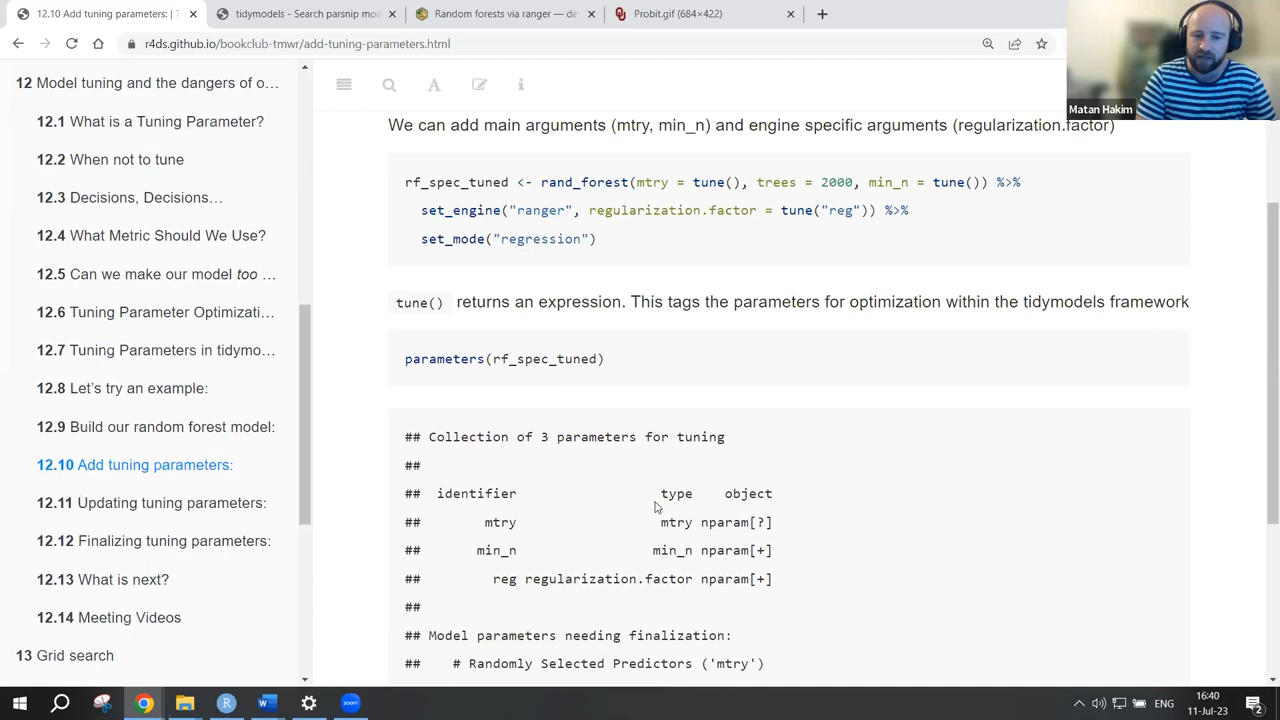 12.10 Add tuning parameters: | T
tidymodels - Search parsnip mod
Random forests via ranger — de
Probit.gif (684×422)
r4ds.github.io/bookclub-tmwr/add-tuning-parameters.html
Matan Hakim
12 Model tuning and the dangers of o…
12.1 What is a Tuning Parameter?
12.2 When not to tune
12.3 Decisions, Decisions…
12.4 What Metric Should We Use?
12.5 Can we make our model too …
12.6 Tuning Parameter Optimizati…
12.7 Tuning Parameters in tidymo…
12.8 Let's try an example:
12.9 Build our random forest model:
12.10 Add tuning parameters:
12.11 Updating tuning parameters:
12.12 Finalizing tuning parameters:
12.13 What is next?
12.14 Meeting Videos
13 Grid search
We can add main arguments (mtry, min_n) and engine specific arguments (regularization.factor)
rf_spec_tuned <- rand_forest(mtry = tune(), trees = 2000, min_n = tune()) %>%
set_engine("ranger", regularization.factor = tune("reg")) %>%
set_mode("regression")
tune() returns an expression. This tags the parameters for optimization within the tidymodels framework
parameters(rf_spec_tuned)
## Collection of 3 parameters for tuning
##
## identifier type object
## mtry mtry nparam[?]
## min_n min_n nparam[+]
## reg regularization.factor nparam[+]
##
## Model parameters needing finalization:
## # Randomly Selected Predictors ('mtry')
ENG
16:40
11-Jul-23
2